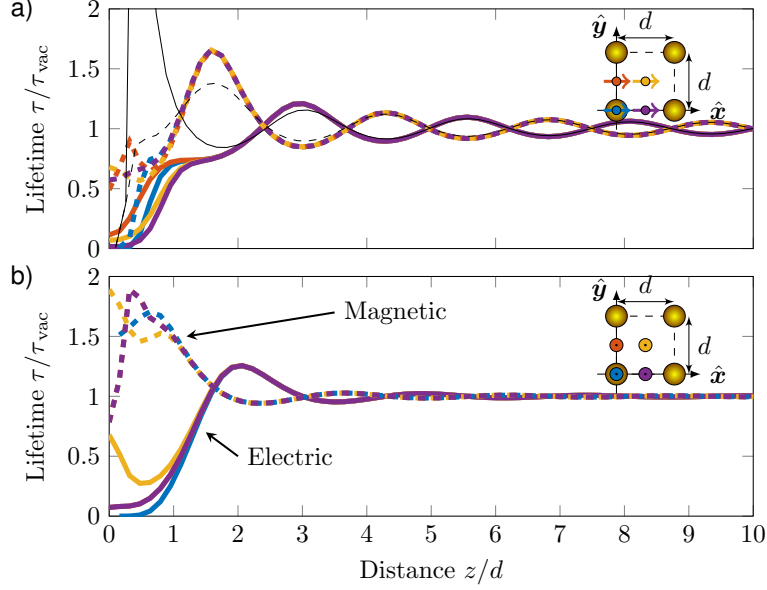 a)
2
1.5
1
0.5
0
Lifetime τ/τvac
ŷ
d
d
x̂
b)
2
1.5
1
0.5
0
Lifetime τ/τvac
Magnetic
Electric
ŷ
d
d
x̂
0 1 2 3 4 5 6 7 8 9 10
Distance z/d